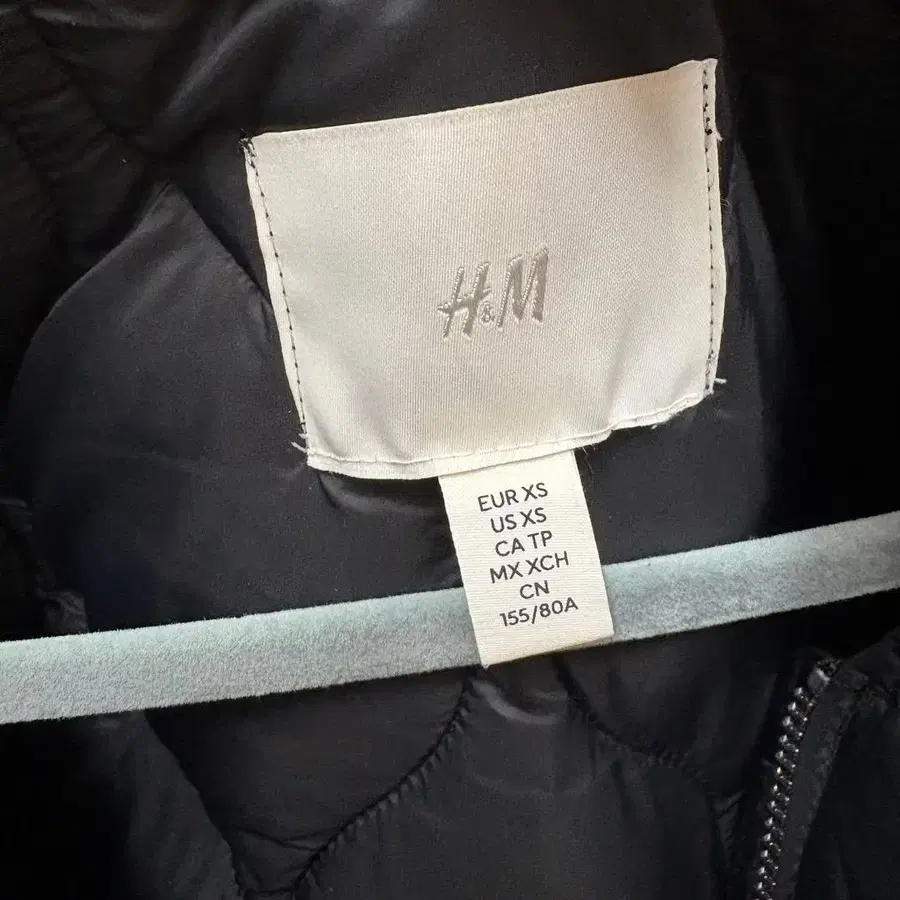 H&M
EUR XS
US XS
CA TP
MX XCH
CN
155/80A